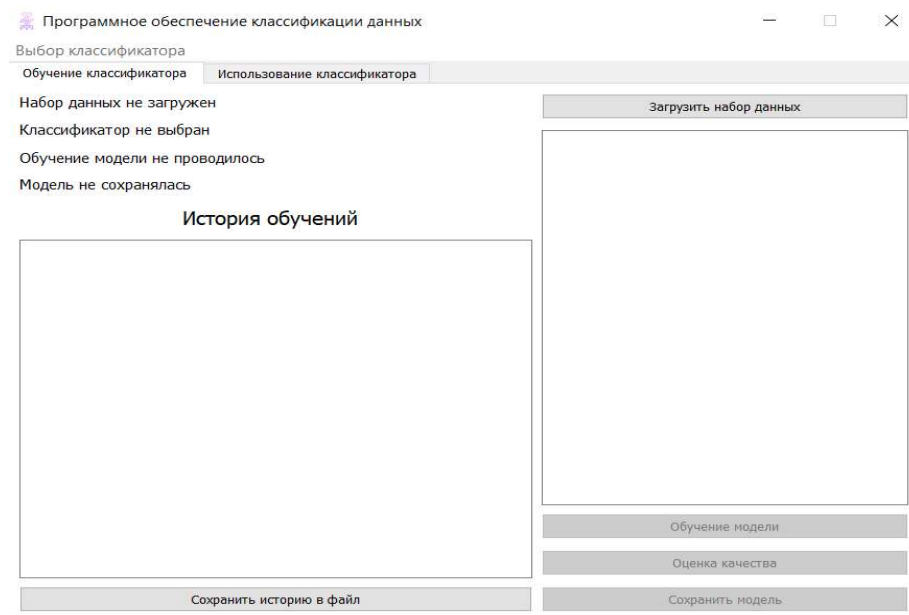 Программное обеспечение классификации данных
Выбор классификатора
Обучение классификатора
Использование классификатора
Набор данных не загружен
Классификатор не выбран
Обучение модели не проводилось
Модель не сохранялась
История обучений
Сохранить историю в файл
Загрузить набор данных
Обучение модели
Оценка качества
Сохранить модель